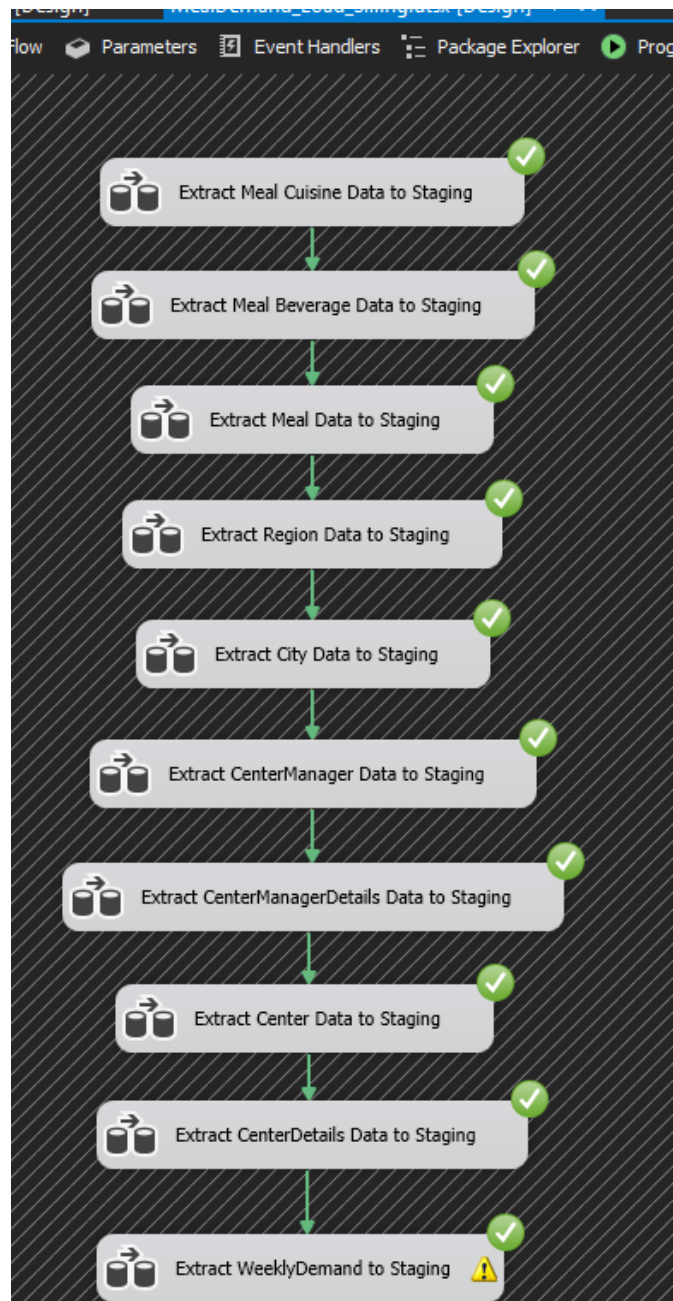 Flow Parameters Event Handlers Package Explorer Prog
Extract Meal Cuisine Data to Staging
Extract Meal Beverage Data to Staging
Extract Meal Data to Staging
Extract Region Data to Staging
Extract City Data to Staging
Extract CenterManager Data to Staging
Extract CenterManagerDetails Data to Staging
Extract Center Data to Staging
Extract CenterDetails Data to Staging
Extract WeeklyDemand to Staging